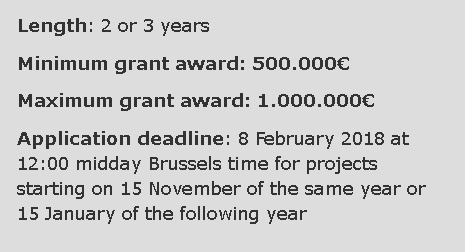 Length: 2 or 3 years
Minimum grant award: 500.000€
Maximum grant award: 1.000.000€
Application deadline: 8 February 2018 at
12:00 midday Brussels time for projects
starting on 15 November of the same year or
15 January of the following year